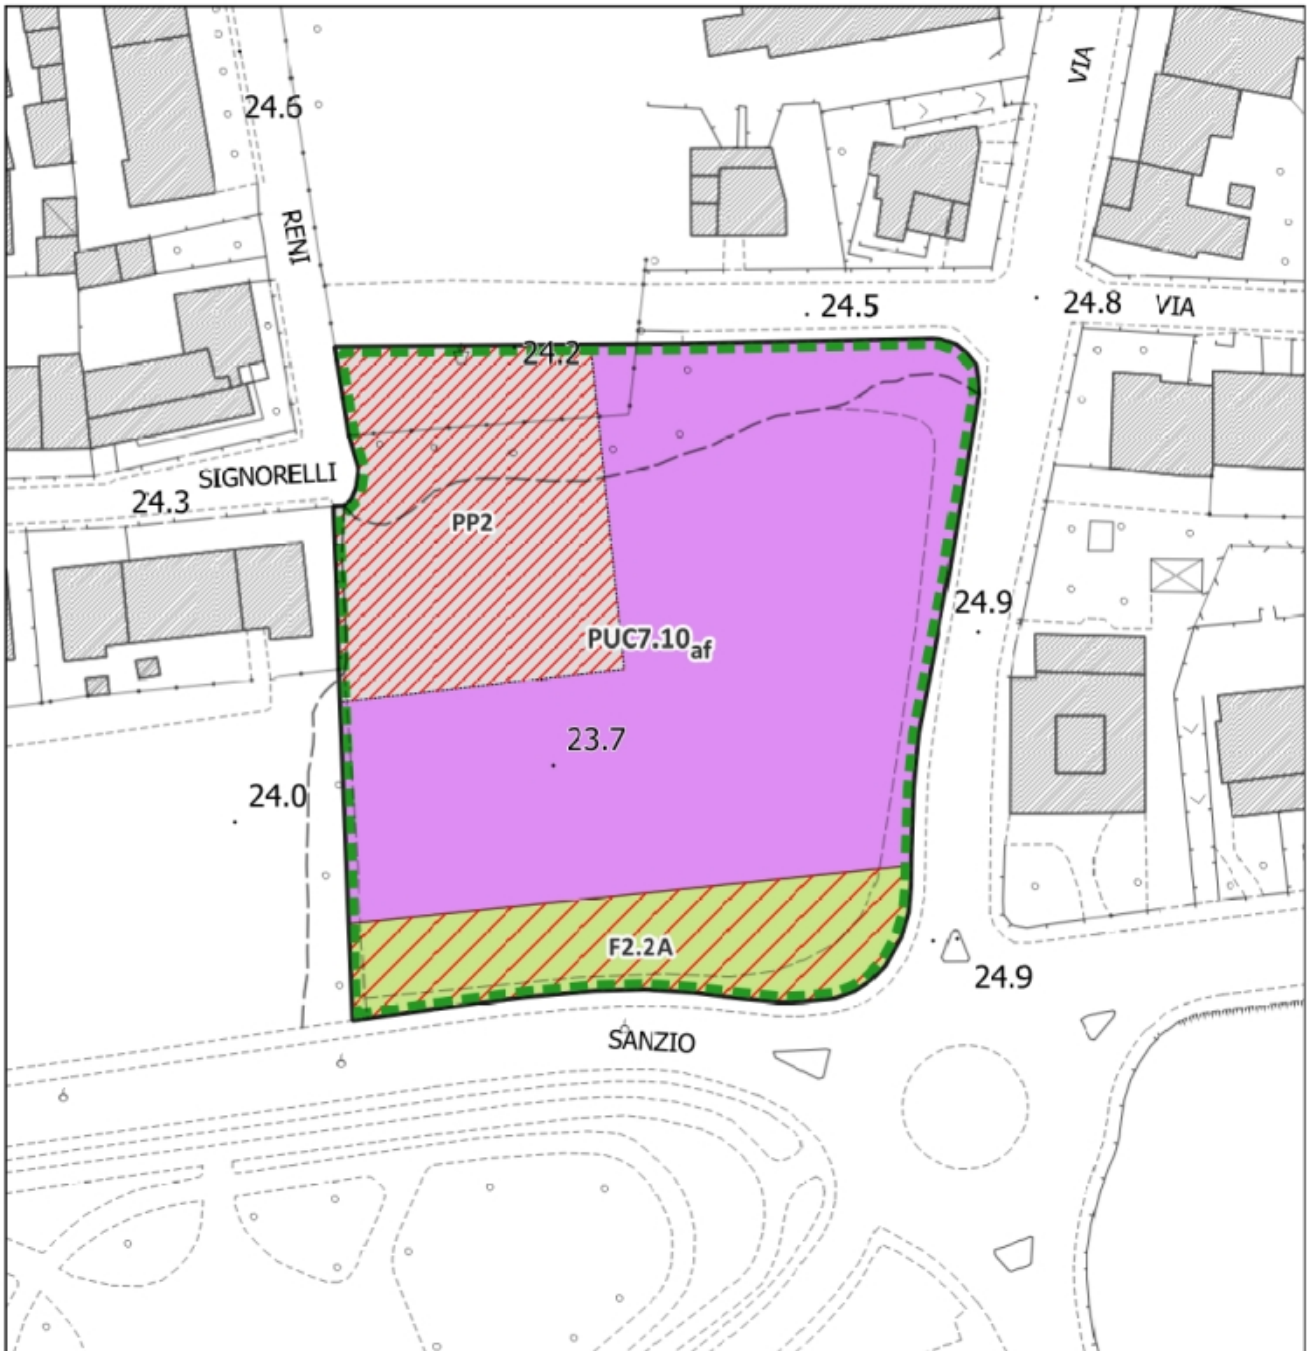 VIA
24.6
RENI
24.5
24.8
VIA
24.2
SIGNORELLI
24.3
PP2
24.9
PUC7.10af
23.7
24.0
F2.2A
24.9
SANZIO